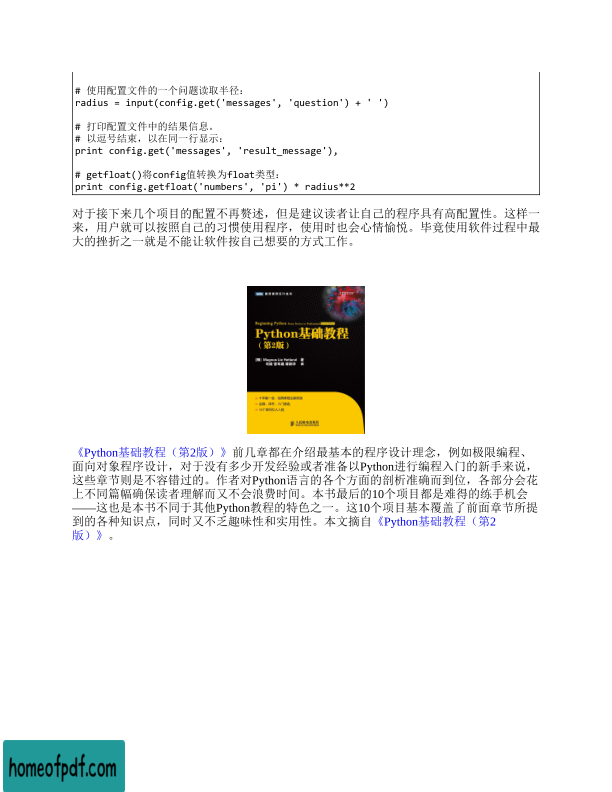 # 使用配置文件的一个问题读取半径:
radius = input(config.get('messages', 'question') + ' ')
# 打印配置文件中的结果信息。
# 以逗号结束，以在同一行显示:
print config.get('messages', 'result_message'),
# getfloat()将config值转换为float类型:
print config.getfloat('numbers', 'pi') * radius**2
对于接下来几个项目的配置不再赘述，但是建议读者让自己的程序具有高配置性。这样一
来，用户就可以按照自己的习惯使用程序，使用时也会心情愉悦。毕竟使用软件过程中最
大的挫折之一就是不能让软件按自己想要的方式工作。
Python基础教程
（第2版）
《Python基础教程（第2版）》前几章都在介绍最基本的程序设计理念，例如极限编程、
面向对象程序设计，对于没有多少开发经验或者准备以Python进行编程入门的新手来说，
这些章节则是不容错过的。作者对Python语言的各个方面的剖析准确而到位，各部分会花
上不同篇幅确保读者理解而又不会浪费时间。本书最后的10个项目都是难得的练手机会
——这也是本书不同于其他Python教程的特色之一。这10个项目基本覆盖了前面章节所提
到的各种知识点，同时又不乏趣味性和实用性。本文摘自《Python基础教程（第2
版）》。
homeofpdf.com